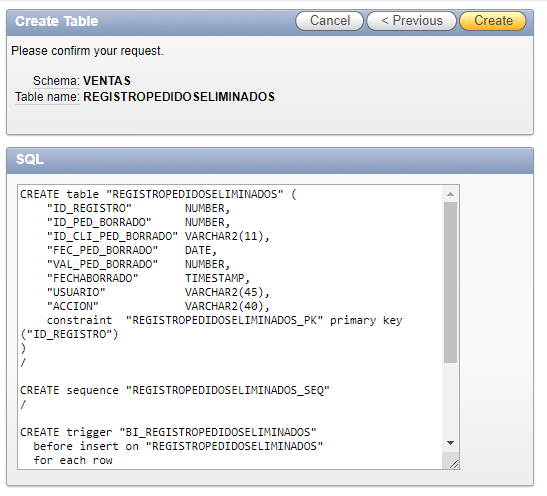 Create Table
Cancel
< Previous
Create
Please confirm your request.
Schema: VENTAS
Table name: REGISTROPEDIDOSELIMINADOS
SQL
CREATE table "REGISTROPEDIDOSELIMINADOS" (
    "ID_REGISTRO"        NUMBER,
    "ID_PED_BORRADO"     NUMBER,
    "ID_CLI_PED_BORRADO" VARCHAR2(11),
    "FEC_PED_BORRADO"    DATE,
    "VAL_PED_BORRADO"    NUMBER,
    "FECHABORRADO"       TIMESTAMP,
    "USUARIO"            VARCHAR2(45),
    "ACCION"             VARCHAR2(40),
    constraint  "REGISTROPEDIDOSELIMINADOS_PK" primary key
("ID_REGISTRO")
)
/
CREATE sequence "REGISTROPEDIDOSELIMINADOS_SEQ"
/
CREATE trigger "BI_REGISTROPEDIDOSELIMINADOS"
  before insert on "REGISTROPEDIDOSELIMINADOS"
  for each row